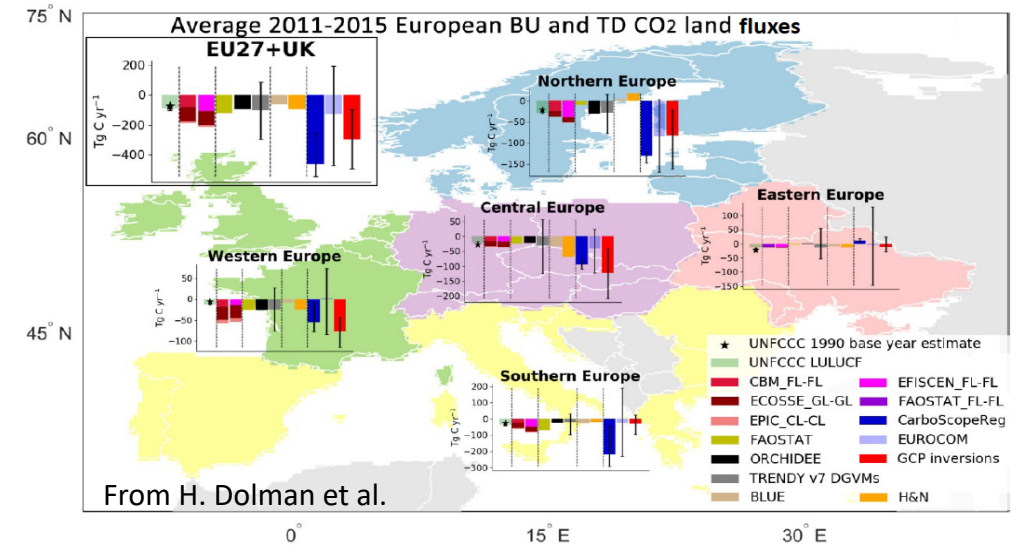 Average 2011-2015 European BU and TD CO2 land fluxes
75° N
60° N
45° N
EU27+UK
Tg C yr⁻¹
200
0
−200
−400
Northern Europe
Tg C yr⁻¹
0
−50
−100
−150
Central Europe
Tg C yr⁻¹
50
0
−50
−100
−150
−200
Eastern Europe
Tg C yr⁻¹
100
50
0
−50
−100
−150
Western Europe
Tg C yr⁻¹
50
0
−50
−100
Southern Europe
Tg C yr⁻¹
200
100
0
−100
−200
−300
UNFCCC 1990 base year estimate
UNFCCC LULUCF
CBM_FL-FL
EFISCEN_FL-FL
ECOSSE_GL-GL
FAOSTAT_FL-FL
EPIC_CL-CL
CarboScopeReg
FAOSTAT
EUROCOM
ORCHIDEE
GCP inversions
TRENDY v7 DGVMs
BLUE
H&N
From H. Dolman et al.
0°
15° E
30° E